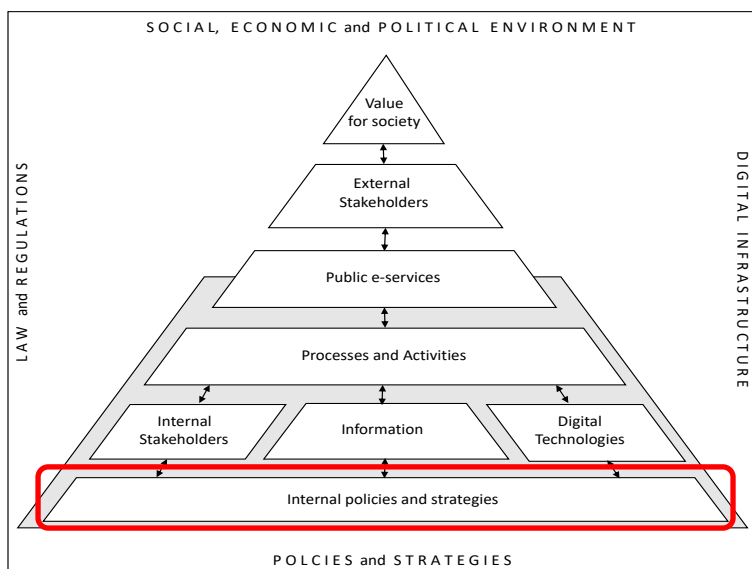 SOCIAL, ECONOMIC and POLITICAL ENVIRONMENT
LAW and REGULATIONS
DIGITAL INFRASTRUCTURE
Value
for society
External
Stakeholders
Public e-services
Processes and Activities
Internal
Stakeholders
Information
Digital
Technologies
Internal policies and strategies
POLCIES and STRATEGIES